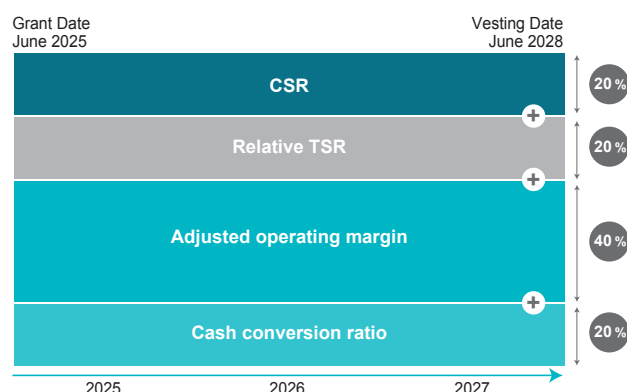 Grant Date
June 2025
Vesting Date
June 2028
CSR
20 %
+
Relative TSR
20 %
+
Adjusted operating margin
40 %
+
Cash conversion ratio
20 %
2025 2026 2027